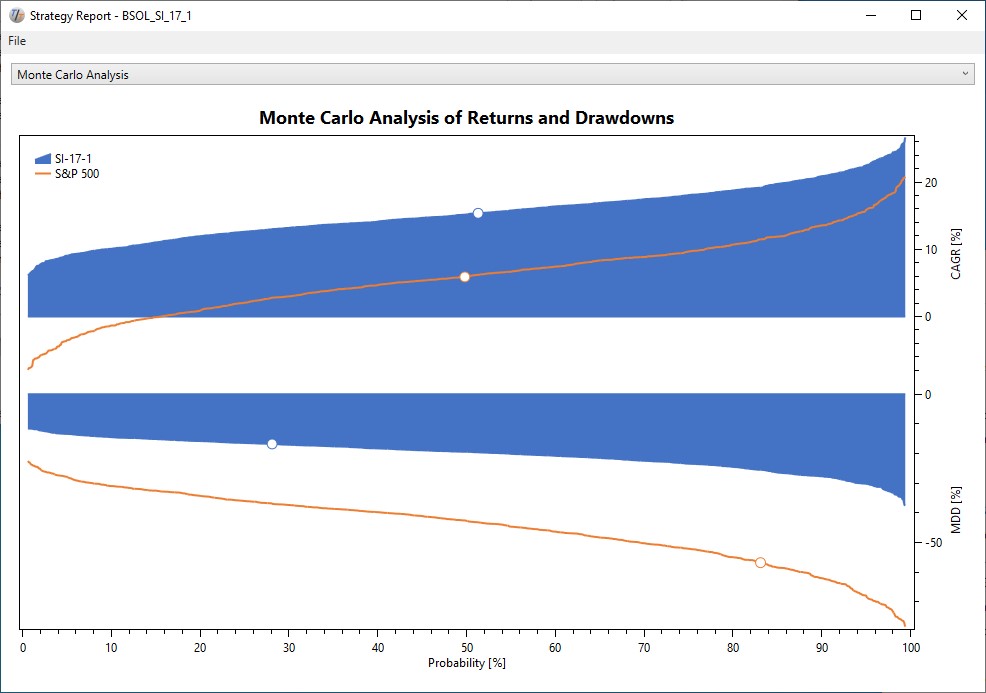 Strategy Report - BSOL_SI_17_1
File
Monte Carlo Analysis
Monte Carlo Analysis of Returns and Drawdowns
SI-17-1
S&P 500
20
10
0
CAGR [%]
0
-50
MDD [%]
0 10 20 30 40 50 60 70 80 90 100
Probability [%]